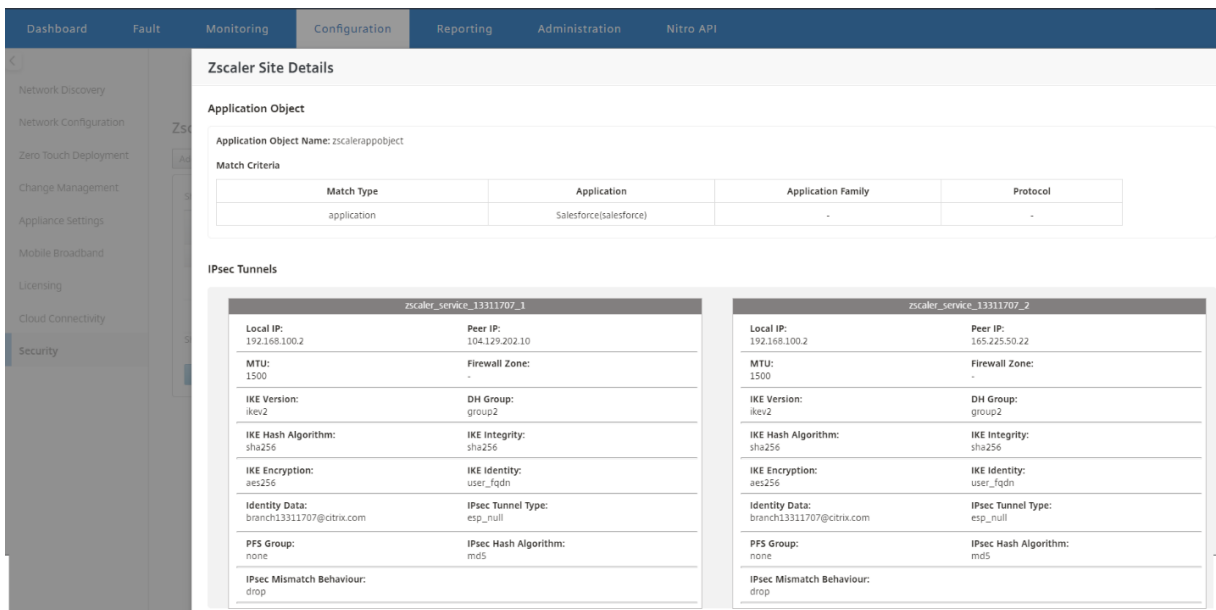 Dashboard Fault Monitoring Configuration Reporting Administration Nitro API
Zscaler Site Details
Network Discovery
Network Configuration
Zero Touch Deployment
Change Management
Appliance Settings
Mobile Broadband
Licensing
Cloud Connectivity
Security
Application Object
Application Object Name: zscalerappobject
Match Criteria
Match Type Application Application Family Protocol
application Salesforce(salesforce) - -
IPsec Tunnels
zscaler_service_13311707_1
Local IP: Peer IP:
192.168.100.2 104.129.202.10
MTU: Firewall Zone:
1500 -
IKE Version: DH Group:
ikev2 group2
IKE Hash Algorithm: IKE Integrity:
sha256 sha256
IKE Encryption: IKE Identity:
aes256 user_fqdn
Identity Data: IPsec Tunnel Type:
branch13311707@citrix.com esp_null
PFS Group: IPsec Hash Algorithm:
none md5
IPsec Mismatch Behaviour:
drop
zscaler_service_13311707_2
Local IP: Peer IP:
192.168.100.2 165.225.50.22
MTU: Firewall Zone:
1500 -
IKE Version: DH Group:
ikev2 group2
IKE Hash Algorithm: IKE Integrity:
sha256 sha256
IKE Encryption: IKE Identity:
aes256 user_fqdn
Identity Data: IPsec Tunnel Type:
branch13311707@citrix.com esp_null
PFS Group: IPsec Hash Algorithm:
none md5
IPsec Mismatch Behaviour:
drop